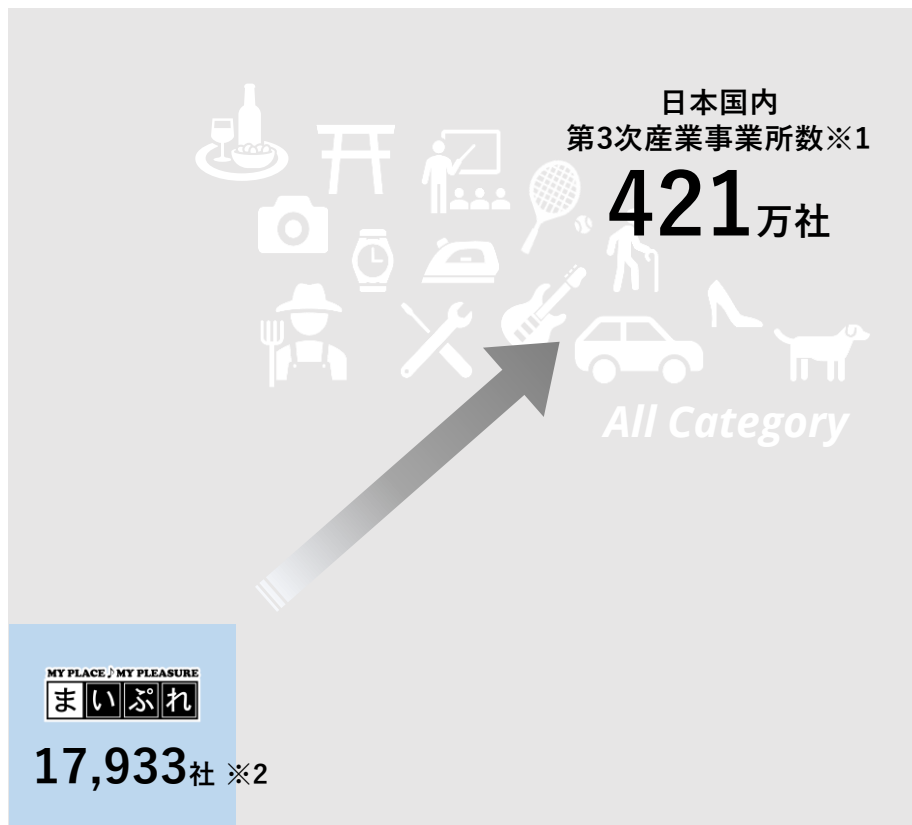 日本国内
第3次産業事業所数※1
421万社
All Category
MY PLACE♪MY PLEASURE
まいぷれ
17,933社 ※2